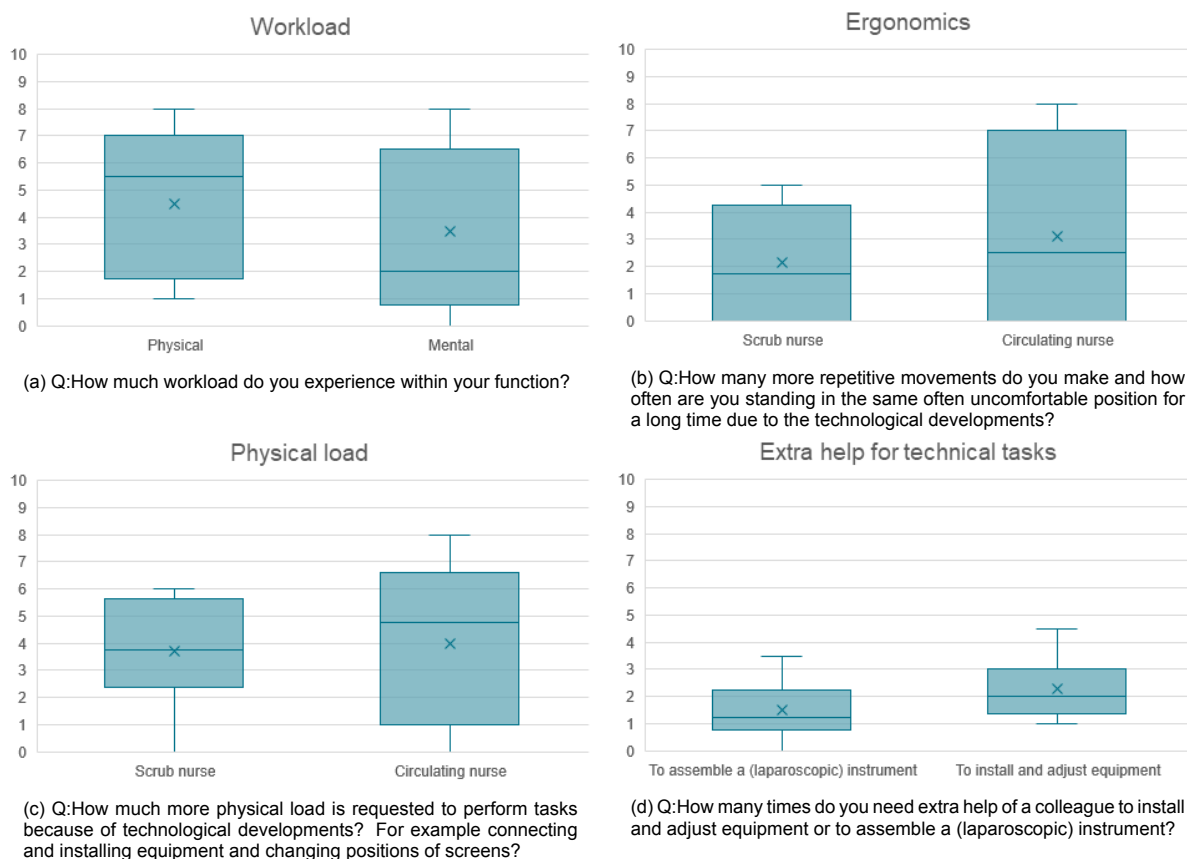 Workload
10
9
8
7
6
5
4
3
2
1
0
Physical
Mental
(a) Q:How much workload do you experience within your function?
Ergonomics
10
9
8
7
6
5
4
3
2
1
0
Scrub nurse
Circulating nurse
(b) Q:How many more repetitive movements do you make and how
often are you standing in the same often uncomfortable position for
a long time due to the technological developments?
Physical load
10
9
8
7
6
5
4
3
2
1
0
Scrub nurse
Circulating nurse
(c) Q:How much more physical load is requested to perform tasks
because of technological developments? For example connecting
and installing equipment and changing positions of screens?
Extra help for technical tasks
10
9
8
7
6
5
4
3
2
1
0
To assemble a (laparoscopic) instrument
To install and adjust equipment
(d) Q:How many times do you need extra help of a colleague to install
and adjust equipment or to assemble a (laparoscopic) instrument?